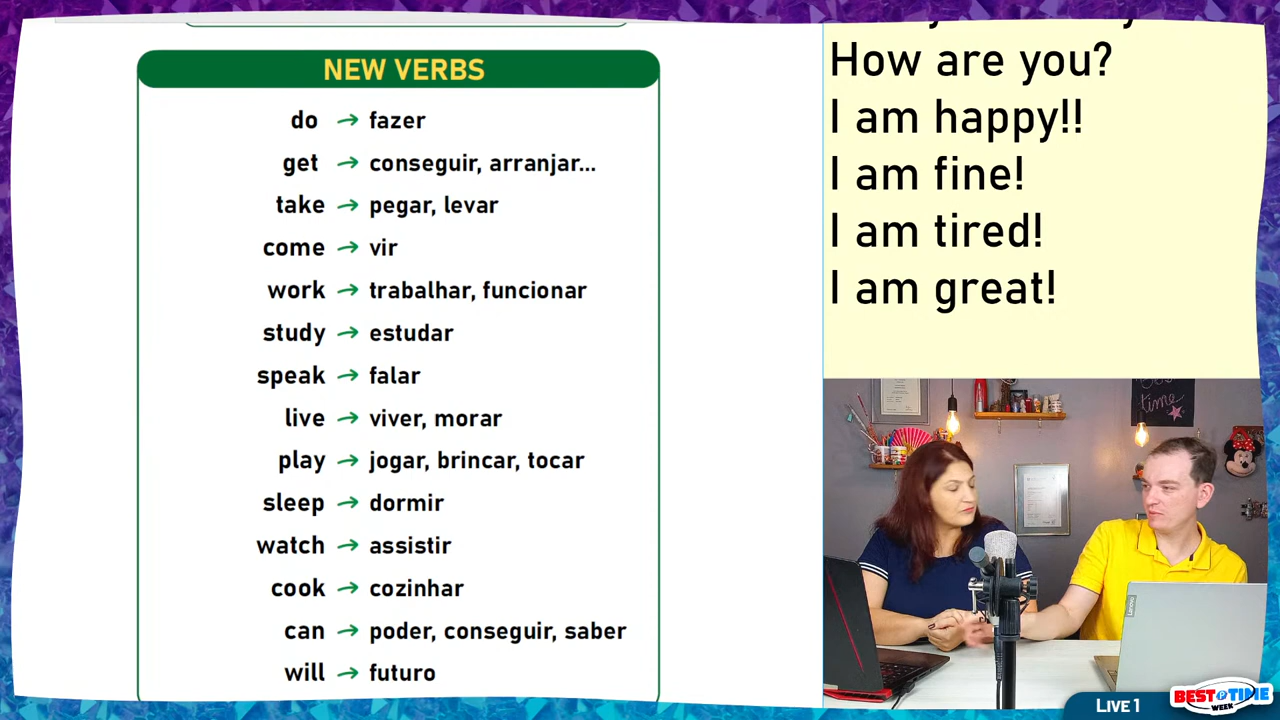 NEW VERBS
do → fazer
get → conseguir, arranjar...
take → pegar, levar
come → vir
work → trabalhar, funcionar
study → estudar
speak → falar
live → viver, morar
play → jogar, brincar, tocar
sleep → dormir
watch → assistir
cook → cozinhar
can → poder, conseguir, saber
will → futuro
How are you?
I am happy!!
I am fine!
I am tired!
I am great!
time
Lenovo
LIVE 1
BEST TIME
WEEK